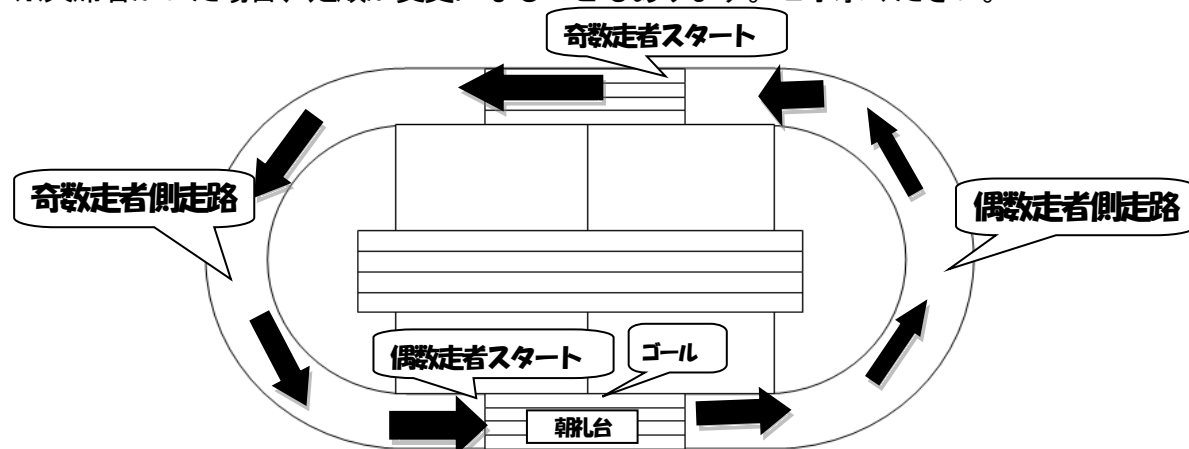 奇数走者スタート
奇数走者側走路
偶数走者側走路
偶数走者スタート
ゴール
朝礼台